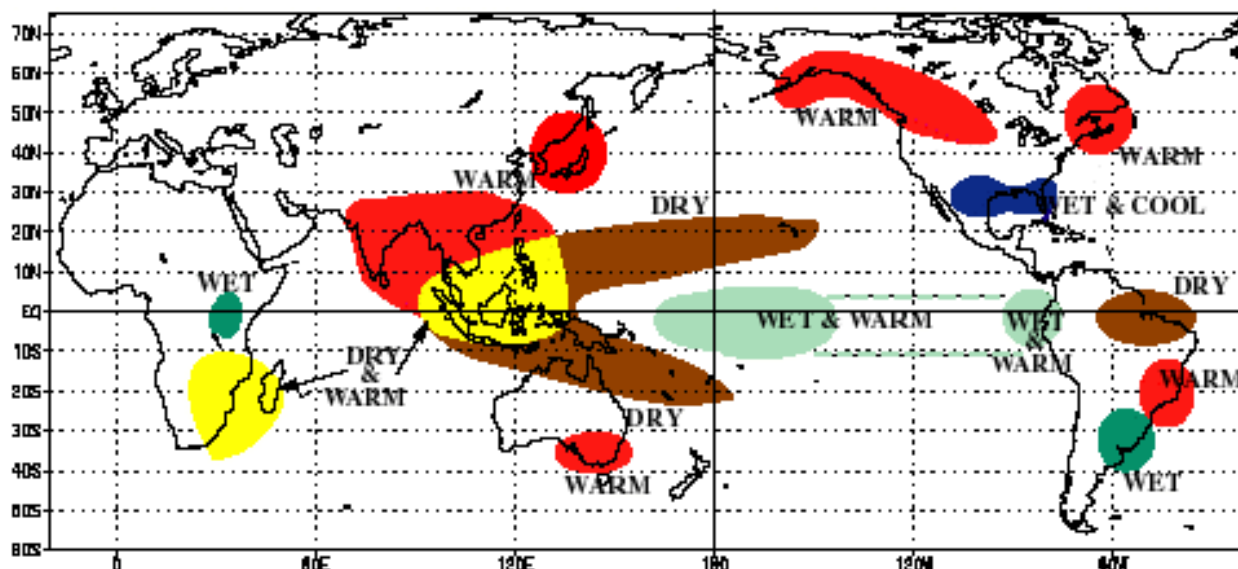 70N
60N
50N
40N
30N
20N
10N
EQ
10S
20S
30S
40S
50S
60S
WARM
WARM
WARM
DRY
WET & COOL
WET
DRY
WET & WARM
WET
&
WARM
DRY
&
WARM
WARM
DRY
WARM
WET
0
60E
120E
180
120W
60W